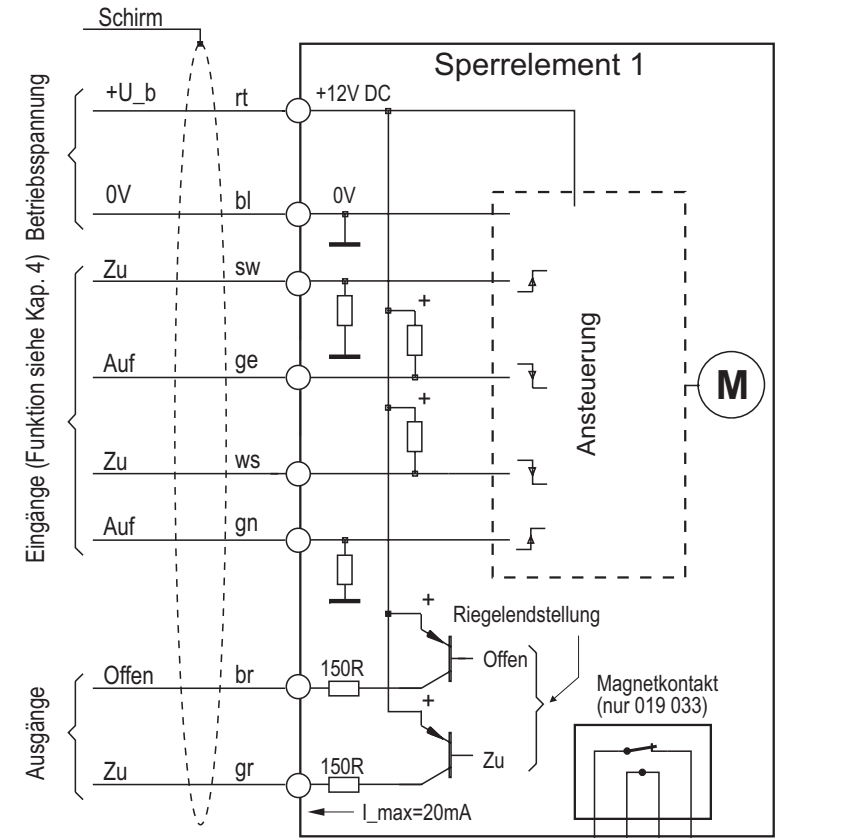 Schirm
Sperrelement 1
Betriebsspannung
+U_b
rt
+12V DC
0V
bl
0V
Eingänge (Funktion siehe Kap. 4)
Zu
sw
+
Auf
ge
+
Zu
ws
Auf
gn
Ansteuerung
M
+
Riegelendstellung
Ausgänge
Offen
br
150R
Offen
+
Zu
gr
150R
Zu
I_max=20mA
Magnetkontakt
(nur 019 033)